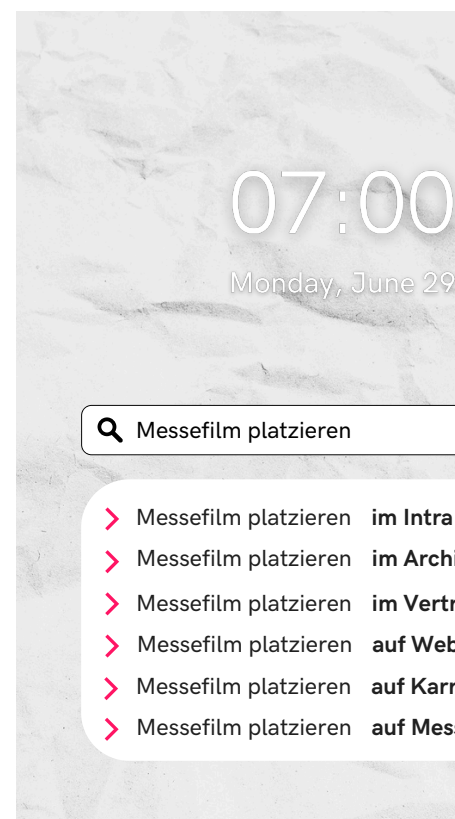 07:00
Monday, June 29
Messefilm platzieren
Messefilm platzieren im Intra
Messefilm platzieren im Archi
Messefilm platzieren im Vertr
Messefilm platzieren auf Web
Messefilm platzieren auf Karr
Messefilm platzieren auf Mess